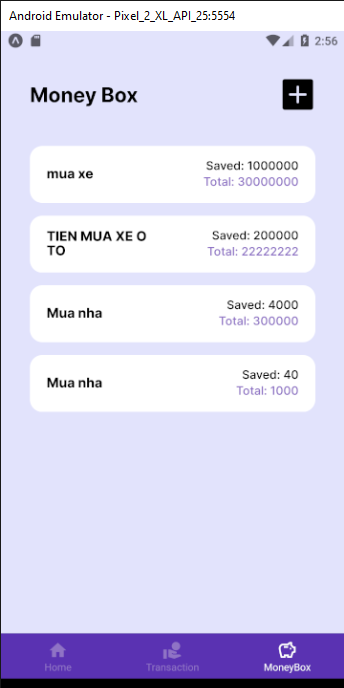 Android Emulator - Pixel_2_XL_API_25:5554
2:56
Money Box
mua xe
Saved: 1000000
Total: 30000000
TIEN MUA XE O
TO
Saved: 200000
Total: 22222222
Mua nha
Saved: 4000
Total: 300000
Mua nha
Saved: 40
Total: 1000
Home
Transaction
MoneyBox